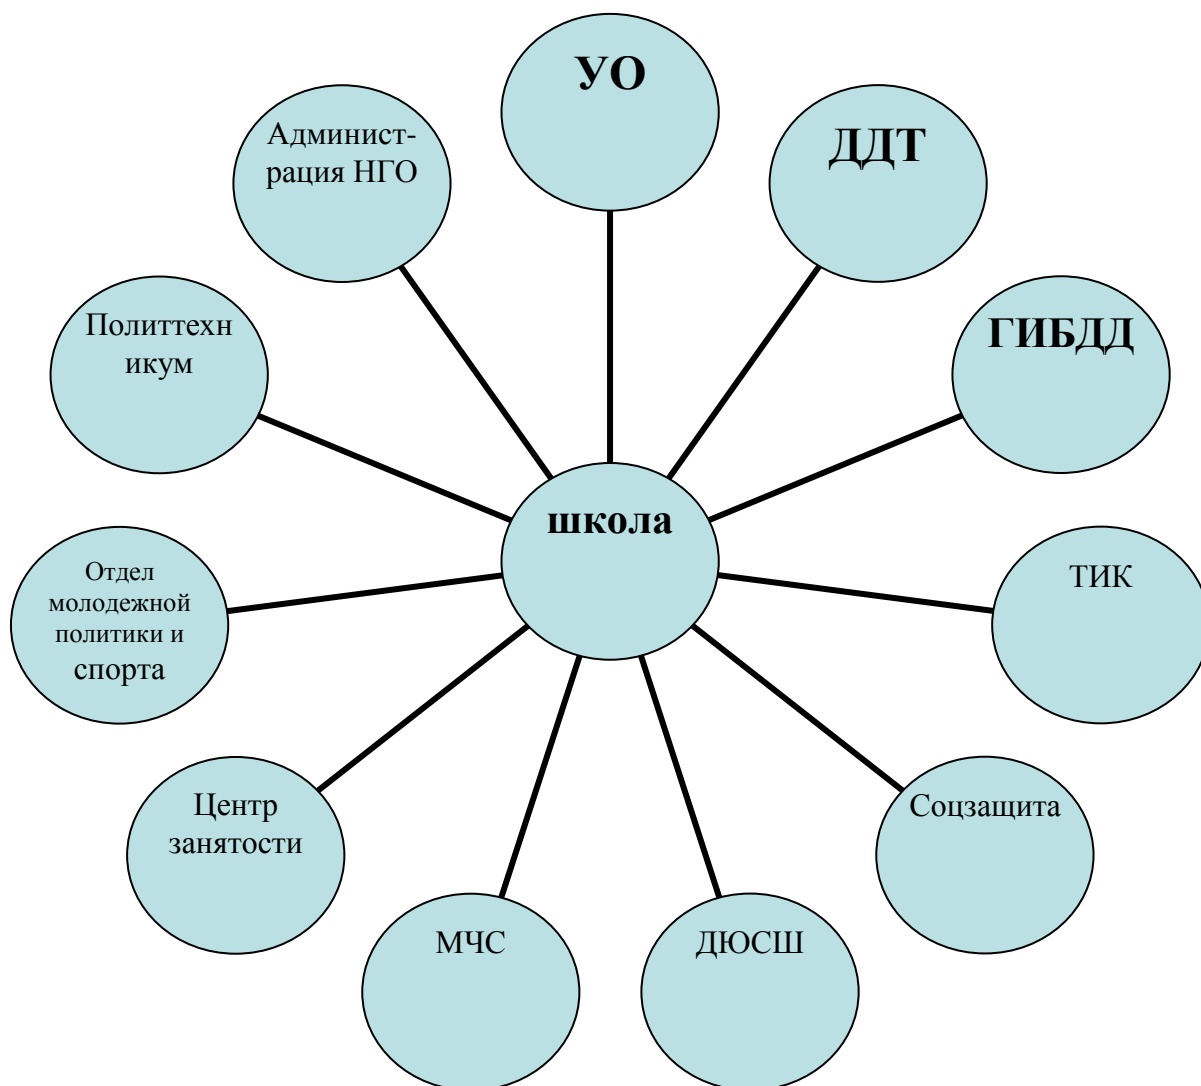 УО
Админист-
рация НГО
ДДТ
Политтехн
икум
ГИБДД
школа
Отдел
молодежной
политики и
спорта
ТИК
Центр
занятости
Соцзащита
МЧС
ДЮСШ